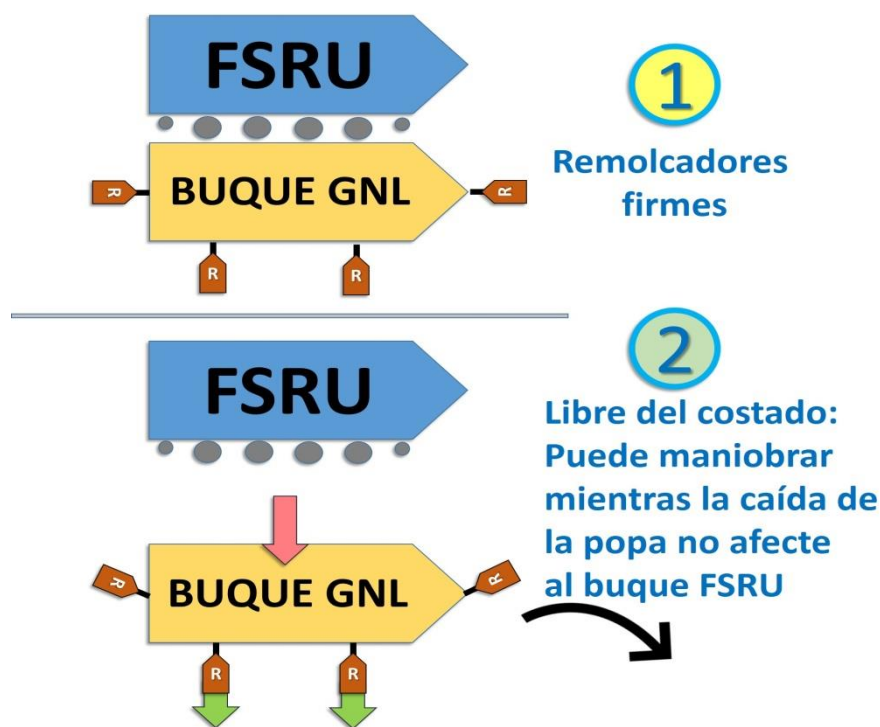 FSRU
1
BUQUE GNL
R
R
R
R
Remolcadores
firmes
FSRU
2
Libre del costado:
Puede maniobrar
mientras la caída de
la popa no afecte
al buque FSRU
R
BUQUE GNL
R
R
R